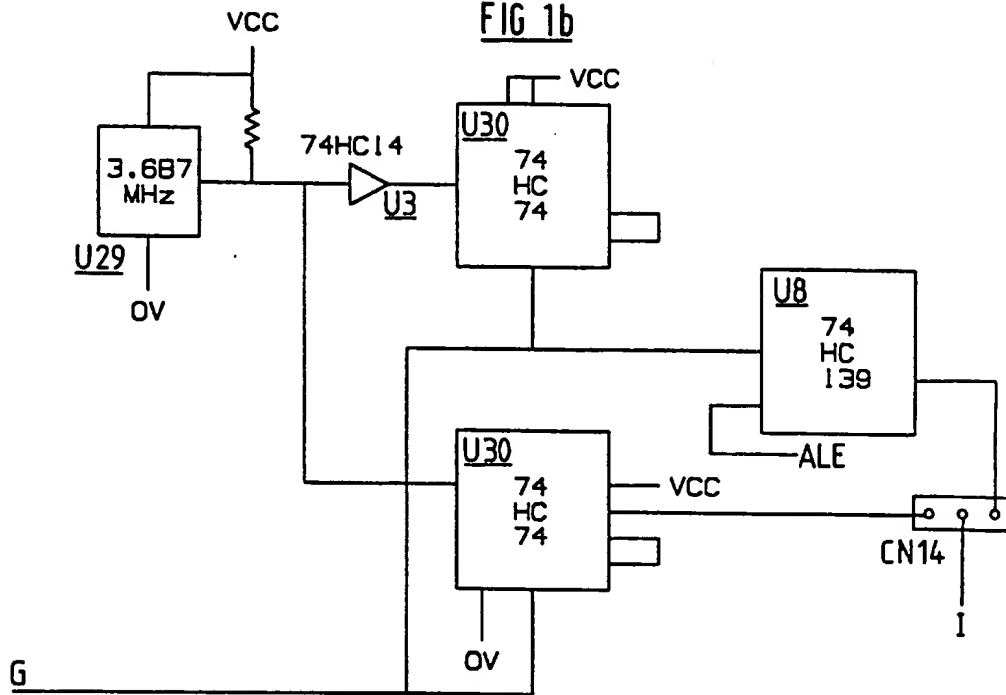 FIG 1b
VCC
VCC
U30
74
HC
74
74HC14
U3
3.687
MHz
U29
0V
U8
74
HC
139
ALE
U30
74
HC
74
VCC
CN14
I
0V
G